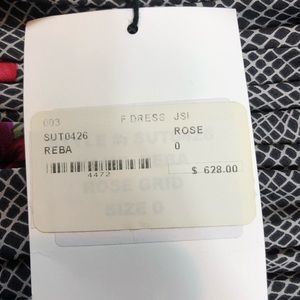 003 F DRESS JSI
SUT0426 ROSE
REBA 0
4472 $ 628.00
ROSE GRID
SIZE 0